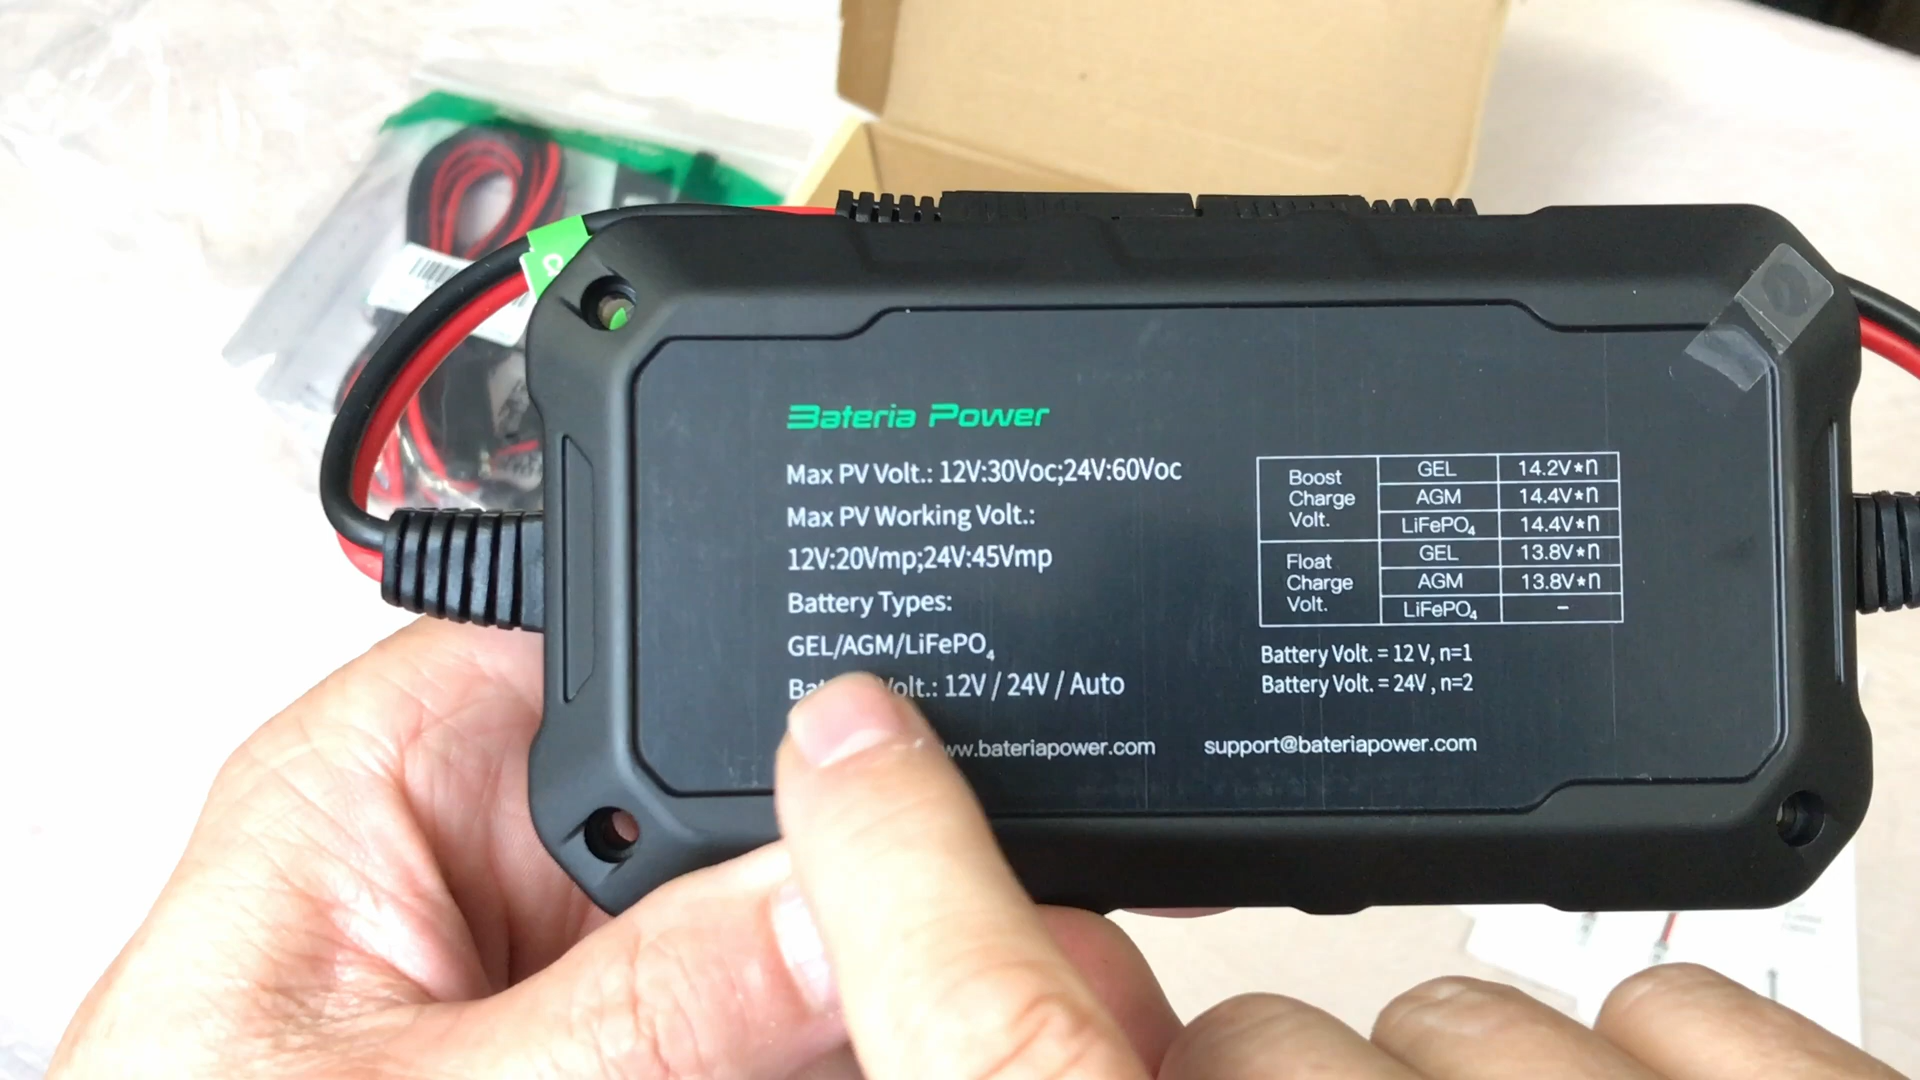 Bateria Power
Max PV Volt.: 12V:30Voc;24V:60Voc
Max PV Working Volt.:
12V:20Vmp;24V:45Vmp
Battery Types:
GEL/AGM/LiFePO₄
12V / 24V / Auto
www.bateriapower.com
support@bateriapower.com
Boost Charge Volt. GEL 14.2V*n
AGM 14.4V*n
LiFePO₄ 14.4V*n
Float Charge Volt. GEL 13.8V*n
AGM 13.8V*n
LiFePO₄ –
Battery Volt. = 12 V, n=1
Battery Volt. = 24V , n=2